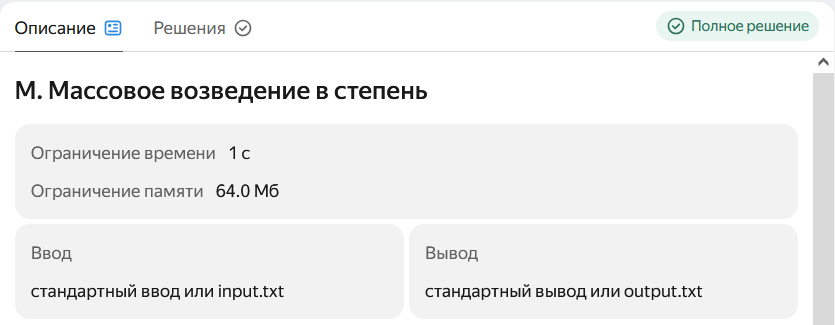 Описание
Решения
Полное решение
M. Массовое возведение в степень
Ограничение времени 1 с
Ограничение памяти 64.0 Мб
Ввод
стандартный ввод или input.txt
Вывод
стандартный вывод или output.txt